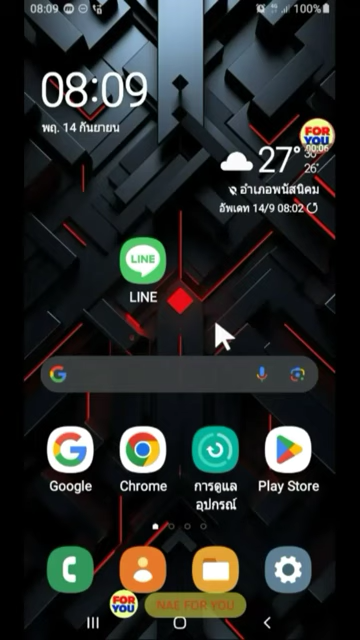 08:09
100%
08:09
พฤ. 14 กันยายน
FOR
YOU
00:06
27°
30°
26°
อำเภอพนัสนิคม
อัพเดท 14/9 08:02
LINE
LINE
Google
Chrome
การดูแล
อุปกรณ์
Play Store
FOR
YOU
NAE FOR YOU